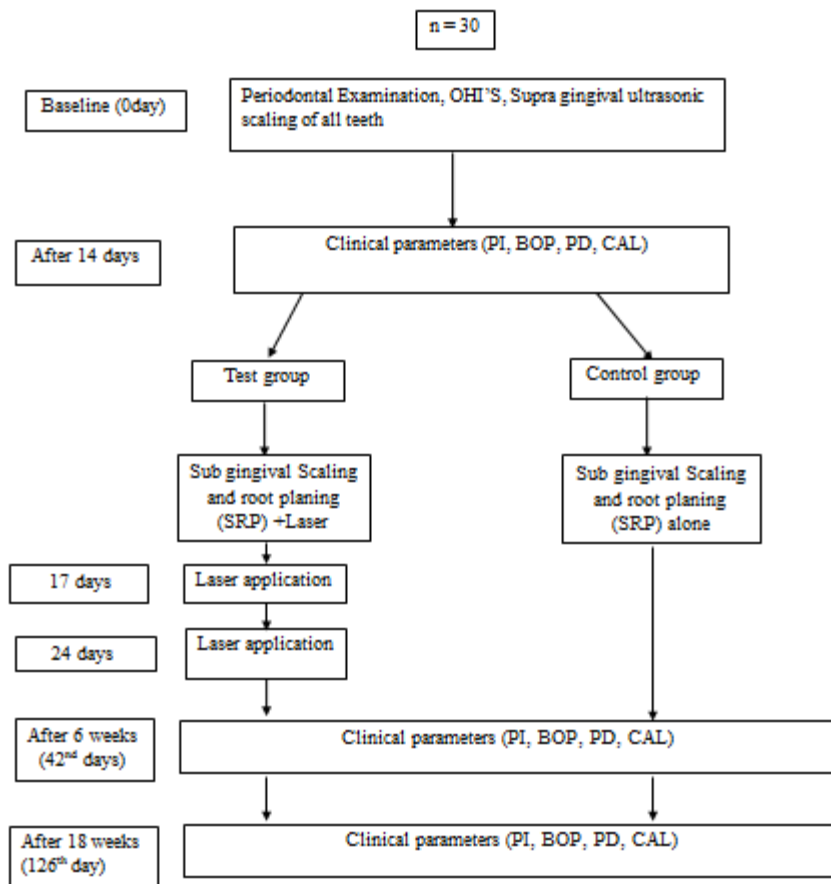 n = 30
Baseline (0day)
Periodontal Examination, OHI’S, Supra gingival ultrasonic
scaling of all teeth
After 14 days
Clinical parameters (PI, BOP, PD, CAL)
Test group
Control group
Sub gingival Scaling
and root planing
(SRP) +Laser
Sub gingival Scaling
and root planing
(SRP) alone
17 days
Laser application
24 days
Laser application
After 6 weeks
(42nd days)
Clinical parameters (PI, BOP, PD, CAL)
After 18 weeks
(126th day)
Clinical parameters (PI, BOP, PD, CAL)